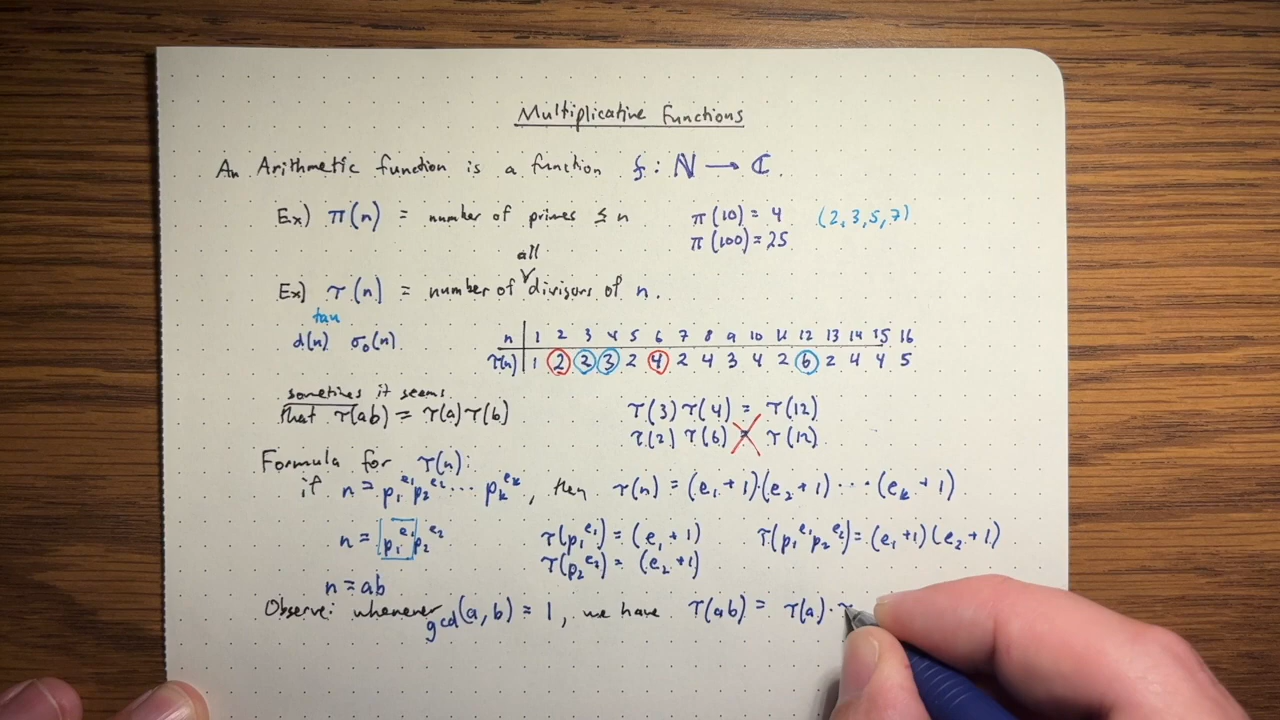 Multiplicative Functions
An Arithmetic function is a function f : ℕ → ℂ.
Ex) π(n) = number of primes ≤ n π(10) = 4 (2, 3, 5, 7)
π(100) = 25
all
Ex) τ(n) = number of divisors of n.
tau
d(n) σ₀(n)
n 1 2 3 4 5 6 7 8 9 10 11 12 13 14 15 16
τ(n) 1 2 2 3 2 4 2 4 3 4 2 6 2 4 4 5
sometimes it seems
that τ(ab) = τ(a)τ(b)
τ(3) τ(4) = τ(12)
τ(2) τ(6) = τ(12)
Formula for τ(n):
if n = p₁^e₁ p₂^e₂ ··· pₖ^eₖ, then τ(n) = (e₁+1)·(e₂+1) ··· (eₖ+1)
n = p₁^e₁ p₂^e₂ τ(p₁^e₁) = (e₁+1) τ(p₁^e₁ p₂^e₂) = (e₁+1)(e₂+1)
τ(p₂^e₂) = (e₂+1)
n = ab
Observe: whenever gcd(a, b) = 1, we have τ(ab) = τ(a)·τ